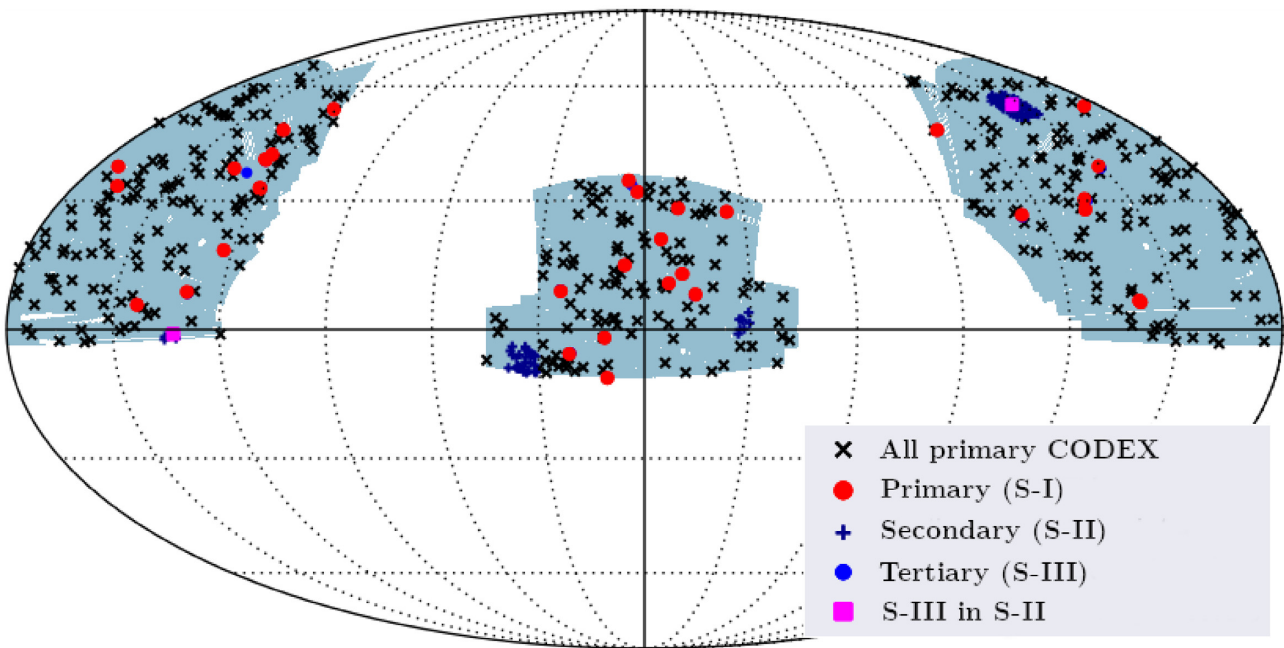 All primary CODEX
Primary (S-I)
Secondary (S-II)
Tertiary (S-III)
S-III in S-II